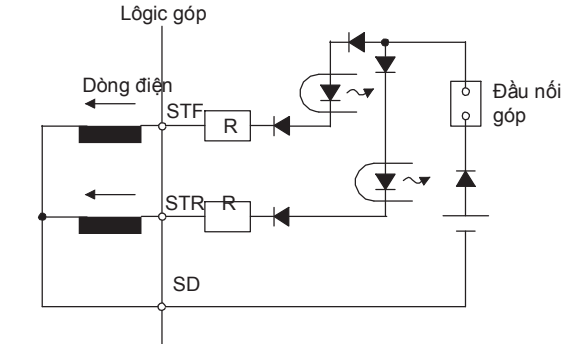 Lôgic góp
Dòng điện
STF
R
Đầu nối
góp
STR
R
SD